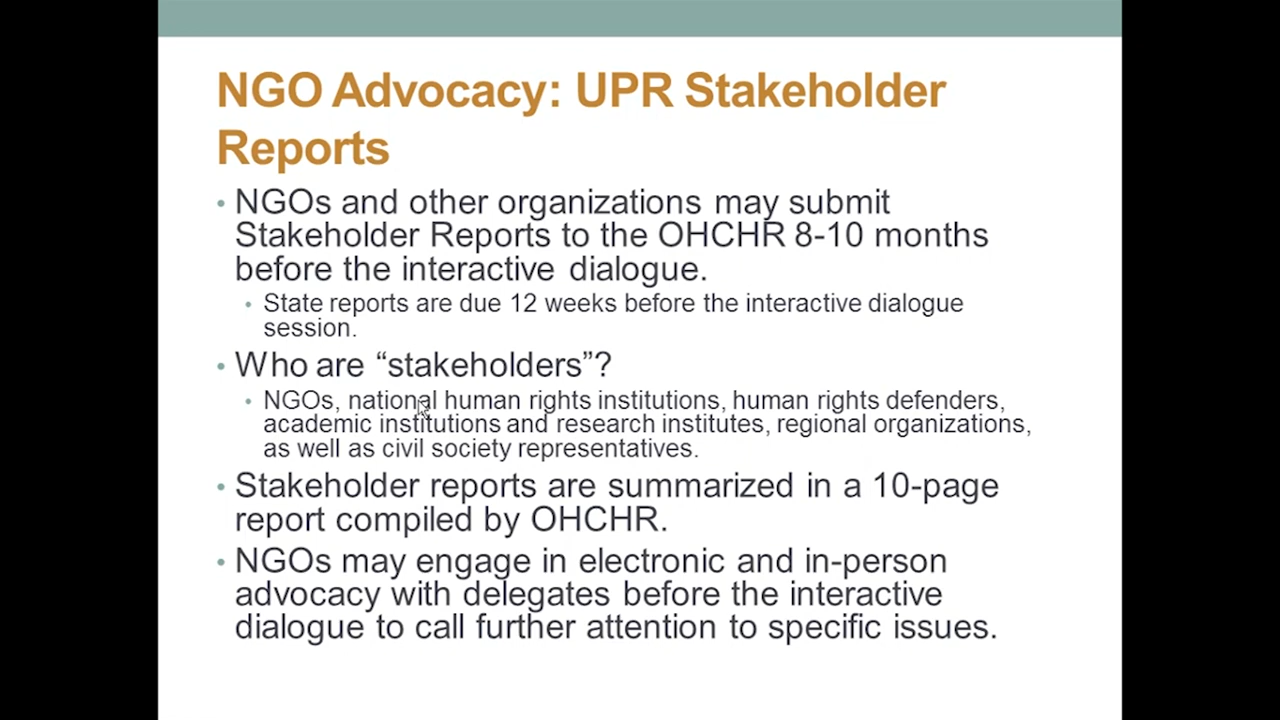 NGO Advocacy: UPR Stakeholder
Reports
• NGOs and other organizations may submit
Stakeholder Reports to the OHCHR 8-10 months
before the interactive dialogue.
• State reports are due 12 weeks before the interactive dialogue
session.
• Who are “stakeholders”?
• NGOs, national human rights institutions, human rights defenders,
academic institutions and research institutes, regional organizations,
as well as civil society representatives.
• Stakeholder reports are summarized in a 10-page
report compiled by OHCHR.
• NGOs may engage in electronic and in-person
advocacy with delegates before the interactive
dialogue to call further attention to specific issues.